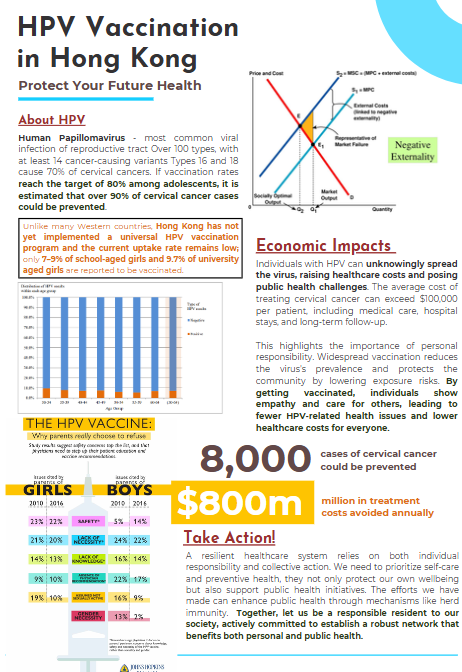 HPV Vaccination
in Hong Kong
Protect Your Future Health
About HPV
Human Papillomavirus - most common viral
infection of reproductive tract Over 100 types, with
at least 14 cancer-causing variants Types 16 and 18
cause 70% of cervical cancers. If vaccination rates
reach the target of 80% among adolescents, it is
estimated that over 90% of cervical cancer cases
could be prevented.
Unlike many Western countries, Hong Kong has not
yet implemented a universal HPV vaccination
program and the current uptake rate remains low;
only 7–9% of school-aged girls and 9.7% of university
aged girls are reported to be vaccinated.
Price and Cost
S₂ = MSC = (MPC + external costs)
S₁ = MPC
External Costs
(linked to negative
externality)
E
Representative of
Market Failure
E₁
Negative
Externality
Socially Optimal
Output
Market
Output
D
0
Q₂
Q₁
Quantity
Economic Impacts
Individuals with HPV can unknowingly spread
the virus, raising healthcare costs and posing
public health challenges. The average cost of
treating cervical cancer can exceed $100,000
per patient, including medical care, hospital
stays, and long-term follow-up.
This highlights the importance of personal
responsibility. Widespread vaccination reduces
the virus's prevalence and protects the
community by lowering exposure risks. By
getting vaccinated, individuals show
empathy and care for others, leading to
fewer HPV-related health issues and lower
healthcare costs for everyone.
Distribution of HPV results
within each age group
Type of
HPV results
Negative
Positive
Age Group
THE HPV VACCINE:
Why parents really choose to refuse
Study results suggest safety concerns top the list, and that
physicians need to step up their patient education and
vaccine recommendations
Issues cited by
parents of
GIRLS
Issues cited by
parents of
BOYS
2010 2016
2010 2016
23% 22% SAFETY* 5% 14%
21% 20% LACK OF NECESSITY* 24% 22%
14% 13% LACK OF KNOWLEDGE* 16% 14%
9% 10% 22% 17%
19% 10% 16% 9%
GENDER NECESSITY 13% 2%
JOHNS HOPKINS
8,000
cases of cervical cancer
could be prevented
$800m
million in treatment
costs avoided annually
Take Action!
A resilient healthcare system relies on both individual
responsibility and collective action. We need to prioritize self-care
and preventive health, they not only protect our own wellbeing
but also support public health initiatives. The efforts we have
made can enhance public health through mechanisms like herd
immunity. Together, let us be a responsible resident to our
society, actively committed to establish a robust network that
benefits both personal and public health.